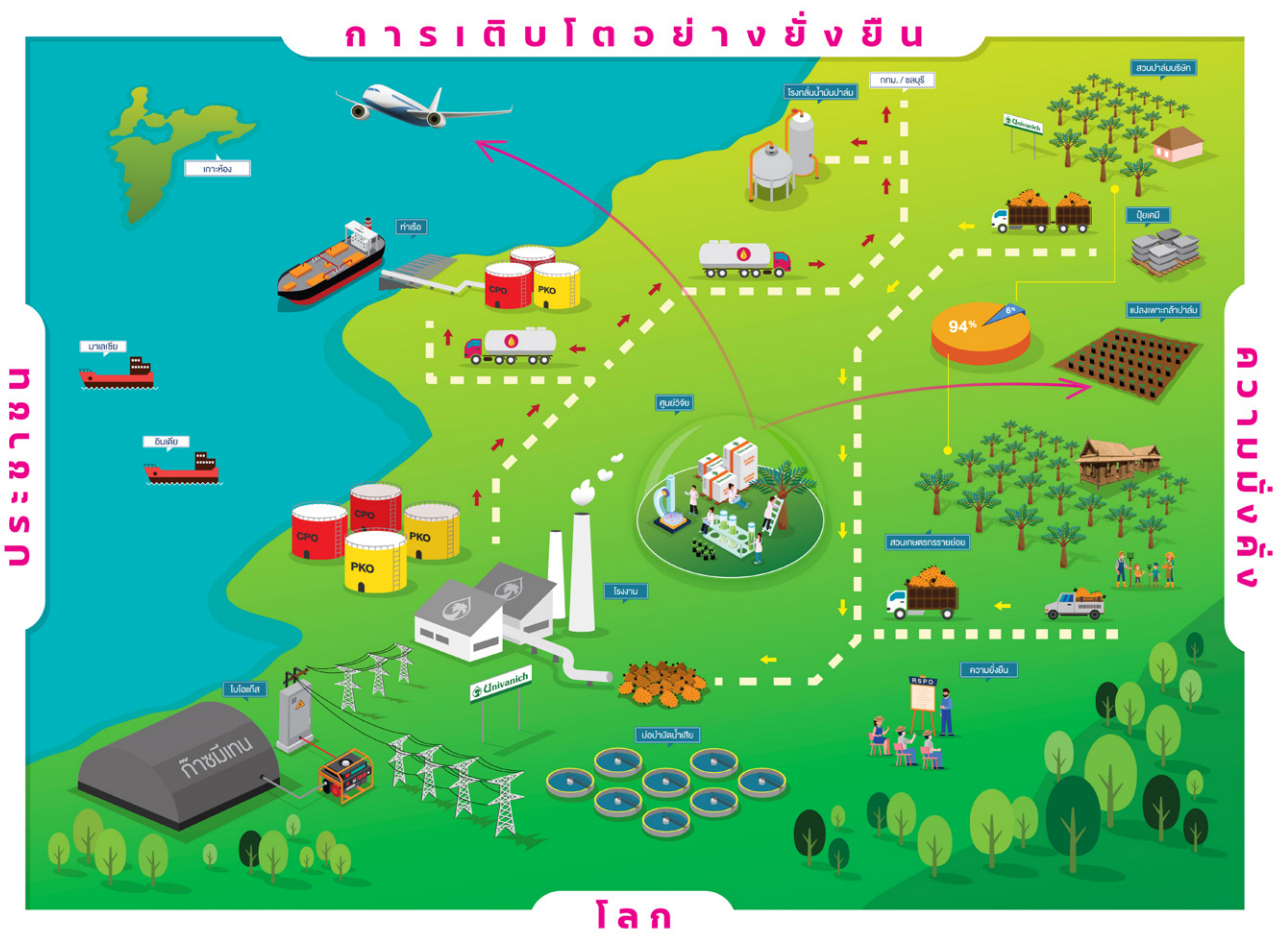 การเติบโตอย่างยั่งยืน
สวนปาล์มบริษัท
กทม. / ชลบุรี
โรงกลั่นน้ำมันปาล์ม
Univanich
เกาะห้อง
ปุ๋ยเคมี
ท่าเรือ
CPO
PKO
แปลงเพาะกล้าปาล์ม
94%
6%
มาเลเซีย
ประชาชน
ความมั่งคั่ง
ศูนย์วิจัย
อินเดีย
CPO
CPO
PKO
PKO
สวนเกษตรกรรายย่อย
โรงงาน
ความยั่งยืน
RSPO
Univanich
ไบโอแก๊ส
ก๊าซมีเทน
บ่อบำบัดน้ำเสีย
โลก